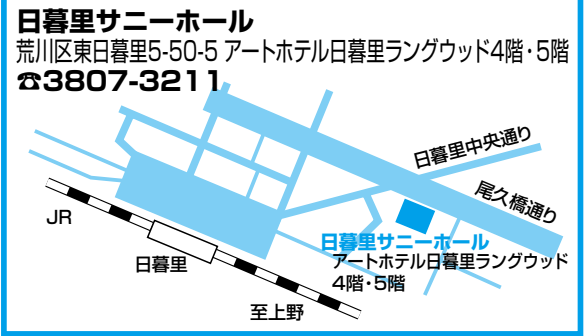 日暮里サニーホール
荒川区東日暮里5-50-5 アートホテル日暮里ラングウッド4階・5階
☎3807-3211
日暮里中央通り
尾久橋通り
JR
日暮里サニーホール
アートホテル日暮里ラングウッド
4階・5階
日暮里
至上野